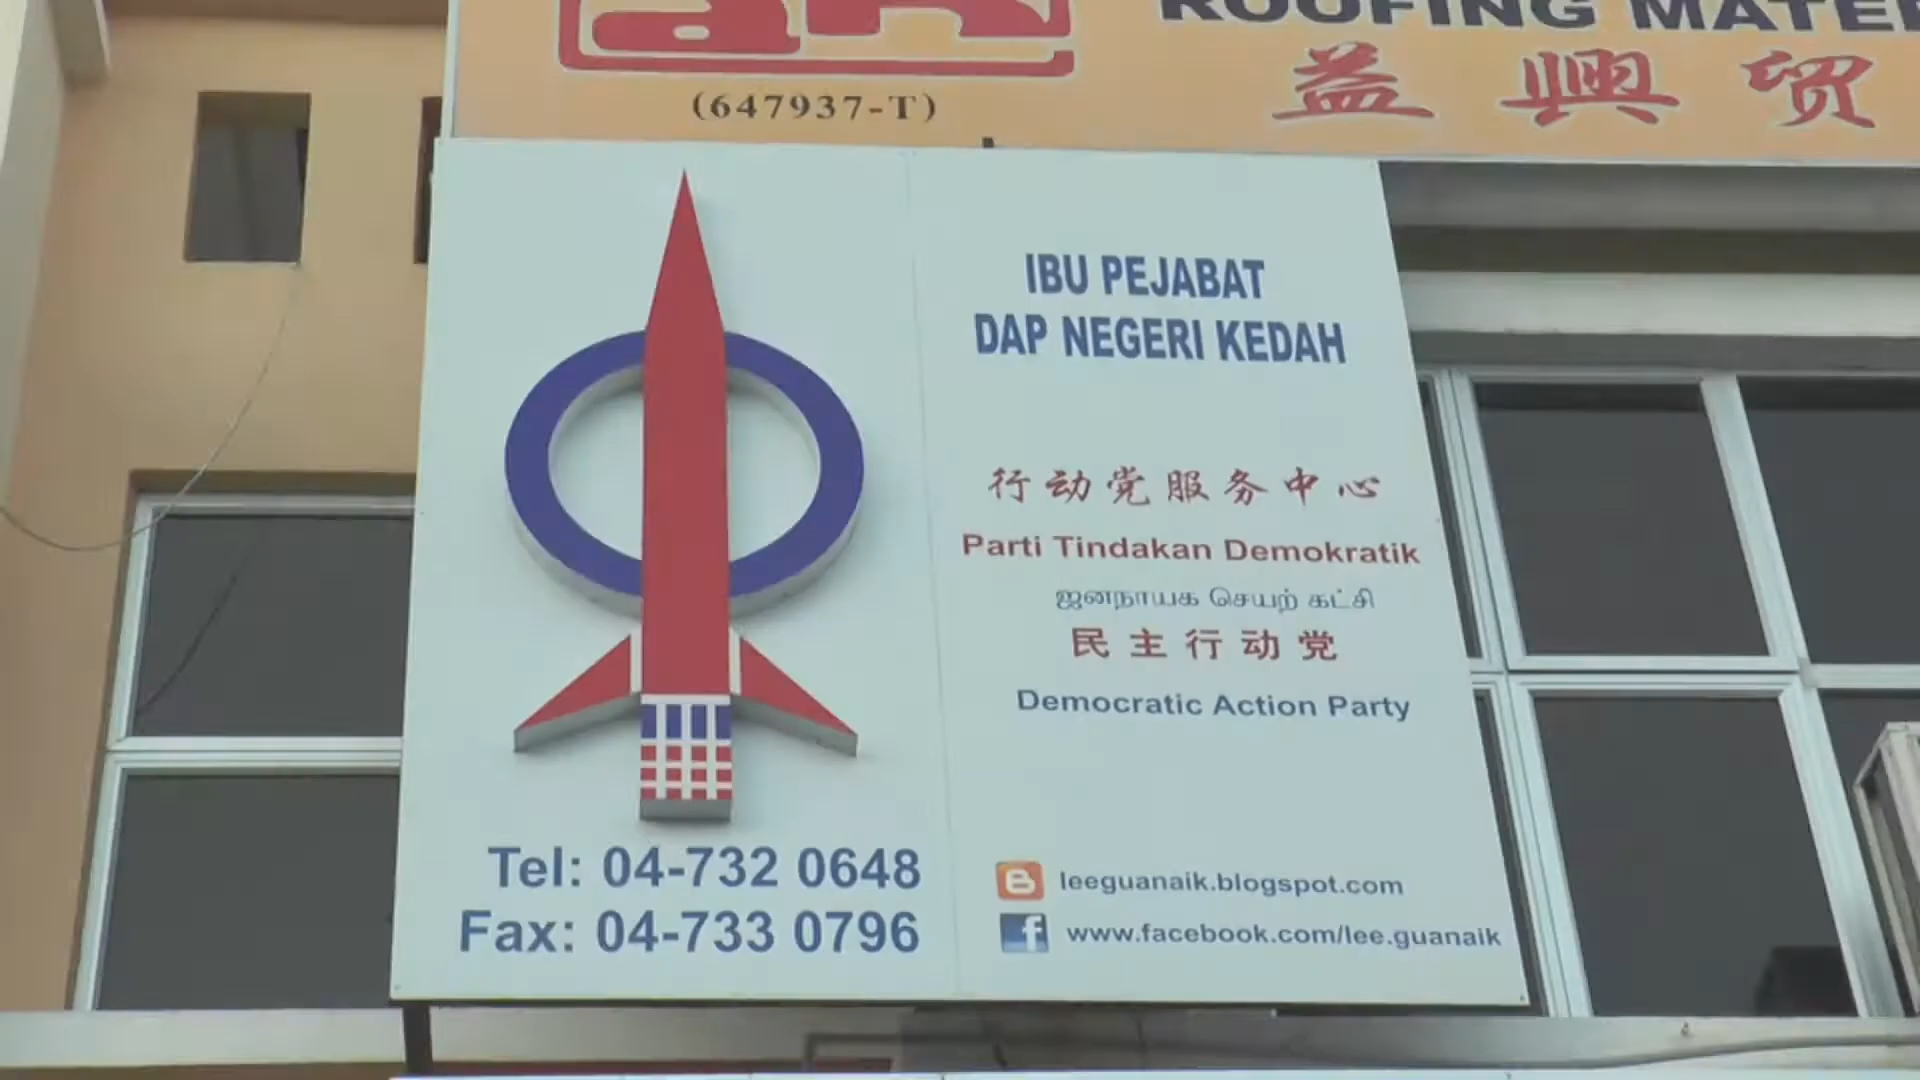 ROOFING
(647937-T)
益興贸
IBU PEJABAT
DAP NEGERI KEDAH
行动党服务中心
Parti Tindakan Demokratik
ஜனநாயக செயற் கட்சி
民主行动党
Democratic Action Party
Tel: 04-732 0648
Fax: 04-733 0796
leeguanaik.blogspot.com
www.facebook.com/lee.guanaik